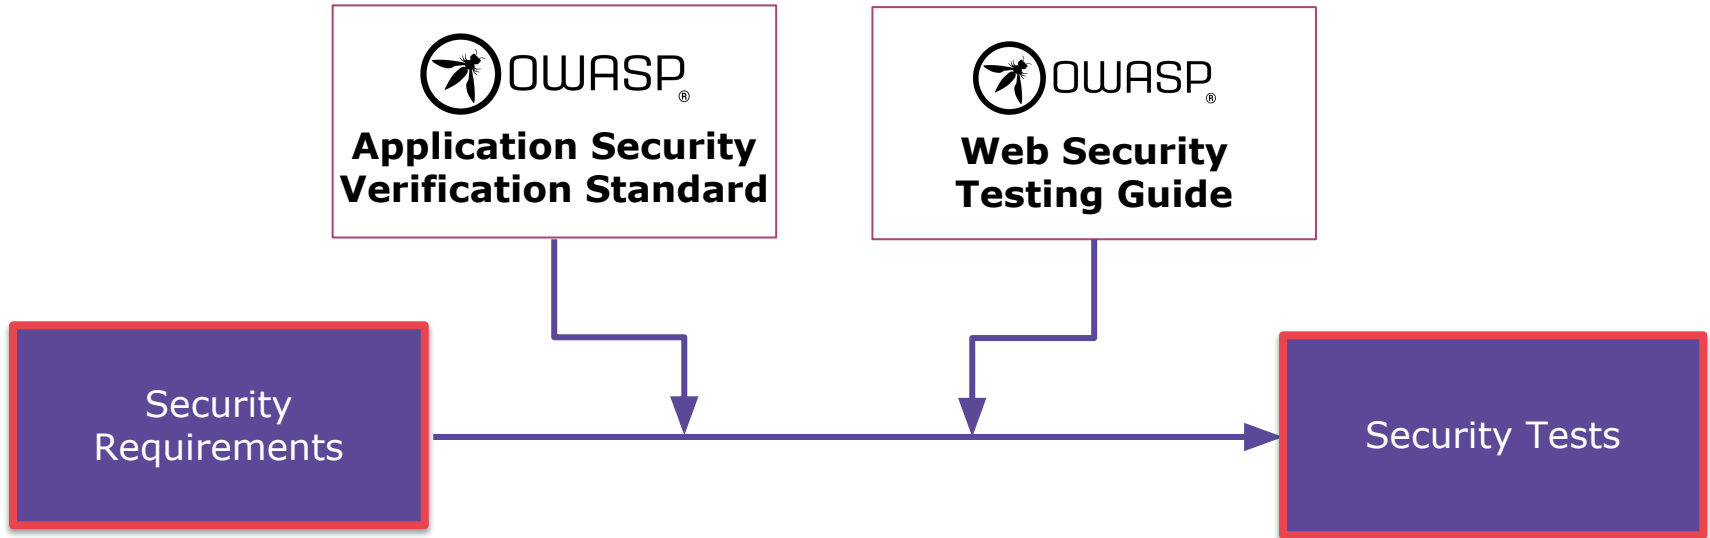 OWASP®
Application Security
Verification Standard
OWASP®
Web Security
Testing Guide
Security
Requirements
Security Tests